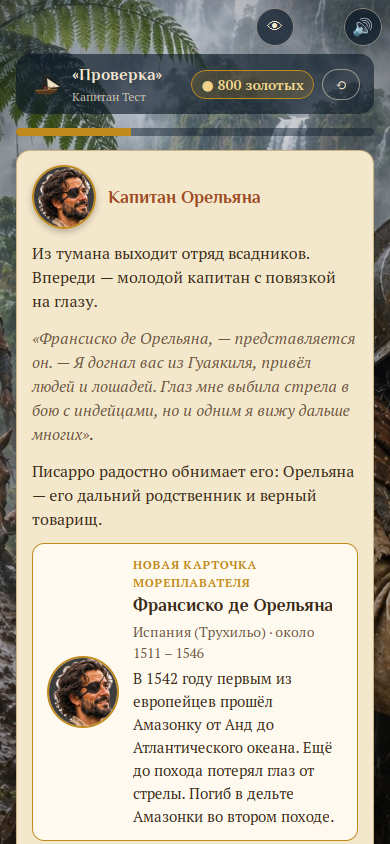 «Проверка»
Капитан Тест
800 золотых
Капитан Орельяна
Из тумана выходит отряд всадников.
Впереди — молодой капитан с повязкой
на глазу.
«Франсиско де Орельяна, — представляется
он. — Я догнал вас из Гуаякиля, привёл
людей и лошадей. Глаз мне выбила стрела в
бою с индейцами, но и одним я вижу дальше
многих».
Писарро радостно обнимает его: Орельяна
— его дальний родственник и верный
товарищ.
НОВАЯ КАРТОЧКА
МОРЕПЛАВАТЕЛЯ
Франсиско де Орельяна
Испания (Трухильо) · около
1511 – 1546
В 1542 году первым из
европейцев прошёл
Амазонку от Анд до
Атлантического океана. Ещё
до похода потерял глаз от
стрелы. Погиб в дельте
Амазонки во втором походе.